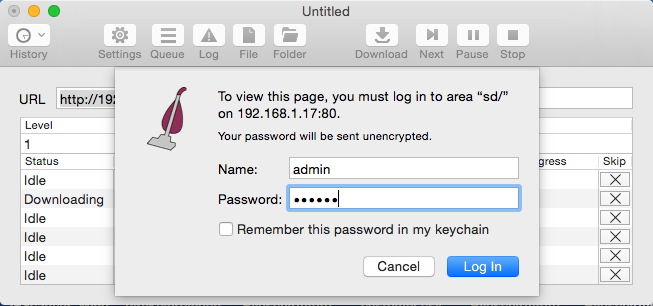 Untitled
History
Settings
Queue
Log
File
Folder
Download
Next
Pause
Stop
URL
http://192
To view this page, you must log in to area “sd/”
on 192.168.1.17:80.
Your password will be sent unencrypted.
Name: admin
Password: ••••••
Remember this password in my keychain
Cancel
Log In
Level
1
Status
Skip
Idle
Downloading
Idle
Idle
Idle
Idle